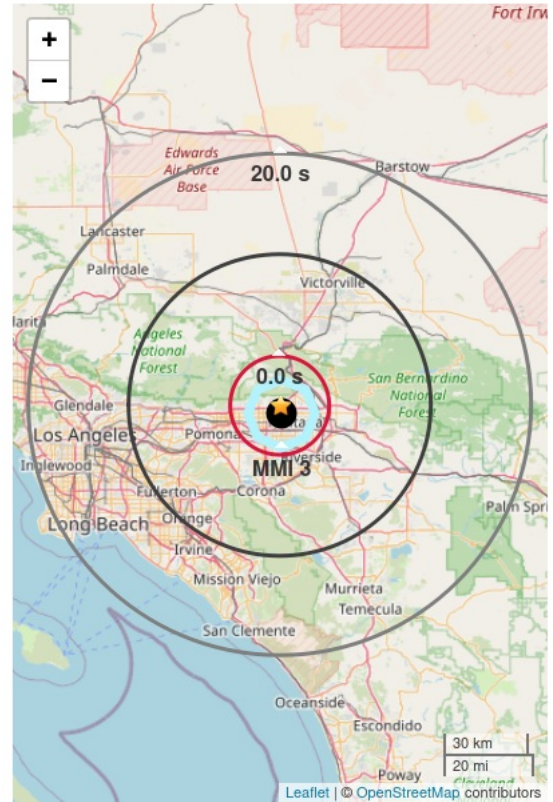 +
−
Fort Irw
Edwards
Air Force
Base
20.0 s
Barstow
Lancaster
Palmdale
Victorville
larita
Angeles
National
Forest
0.0 s
San Bernardino
National
Forest
Glendale
Los Angeles
Pomona
Inglewood
MMI 3
Riverside
Fullerton
Corona
Long Beach
Orange
Palm Spri
Irvine
Mission Viejo
Murrieta
Temecula
San Clemente
Oceanside
Escondido
30 km
20 mi
Poway
Cleveland
Leaflet | © OpenStreetMap contributors